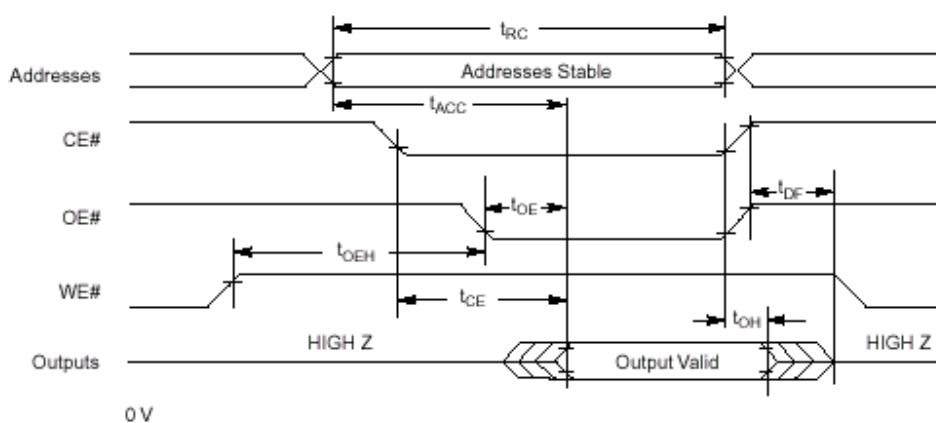 tRC
Addresses
Addresses Stable
tACC
CE#
tDF
OE#
tOE
tOEH
WE#
tCE
tOH
HIGH Z
HIGH Z
Outputs
Output Valid
0 V